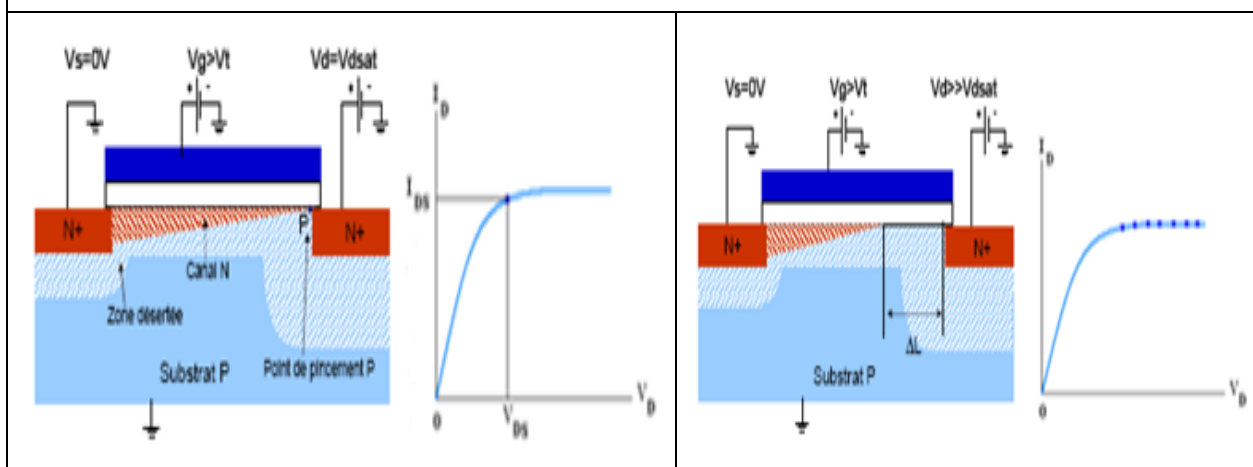 Vs=0V Vg>Vt Vd=Vdsat
+ - + -
I D
I DS
P
N+ N+
Canal N
Zone désertée
Substrat P Point de pincement P
0 V DS V D
Vs=0V Vg>Vt Vd>>Vdsat
+ - + -
I D
N+ N+
ΔL
Substrat P
0 V D